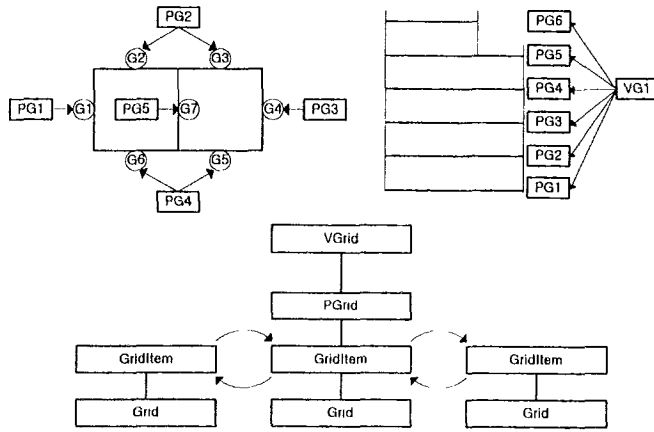 PG2
G2
G3
PG1
G1
PG5
G7
G4
PG3
G6
G5
PG4
PG6
PG5
PG4
VG1
PG3
PG2
PG1
VGrid
PGrid
GridItem
GridItem
GridItem
Grid
Grid
Grid